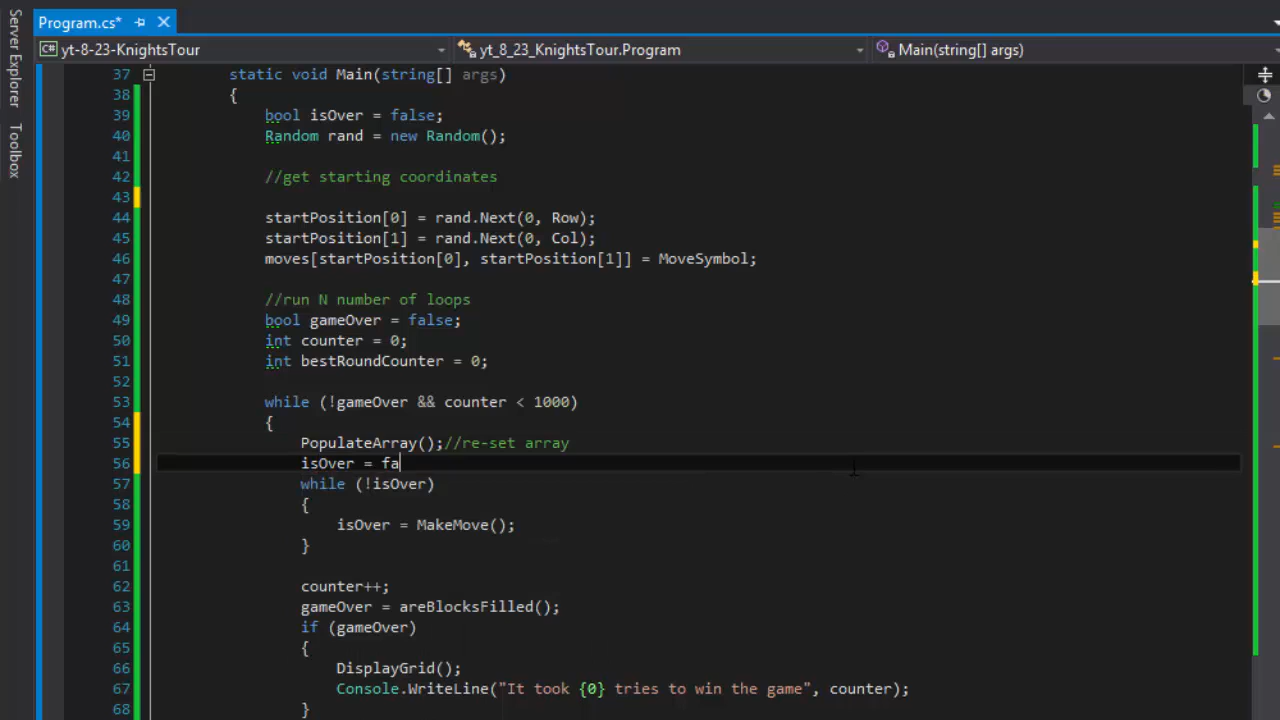 Server Explorer
Toolbox
Program.cs*
yt-8-23-KnightsTour
yt_8_23_KnightsTour.Program
Main(string[] args)
37 static void Main(string[] args)
38 {
39 bool isOver = false;
40 Random rand = new Random();
41
42 //get starting coordinates
43
44 startPosition[0] = rand.Next(0, Row);
45 startPosition[1] = rand.Next(0, Col);
46 moves[startPosition[0], startPosition[1]] = MoveSymbol;
47
48 //run N number of loops
49 bool gameOver = false;
50 int counter = 0;
51 int bestRoundCounter = 0;
52
53 while (!gameOver && counter < 1000)
54 {
55 PopulateArray();//re-set array
56 isOver = fa
57 while (!isOver)
58 {
59 isOver = MakeMove();
60 }
61
62 counter++;
63 gameOver = areBlocksFilled();
64 if (gameOver)
65 {
66 DisplayGrid();
67 Console.WriteLine("It took {0} tries to win the game", counter);
68 }